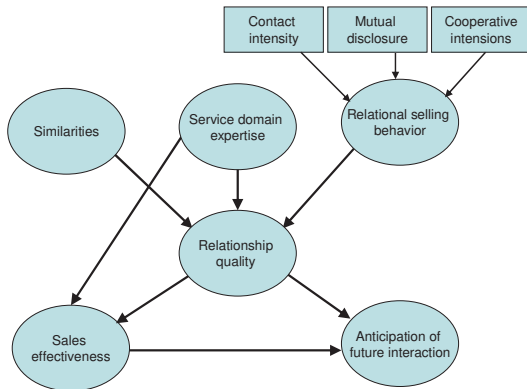 Contact
intensity
Mutual
disclosure
Cooperative
intensions
Similarities
Service domain
expertise
Relational selling
behavior
Relationship
quality
Sales
effectiveness
Anticipation of
future interaction